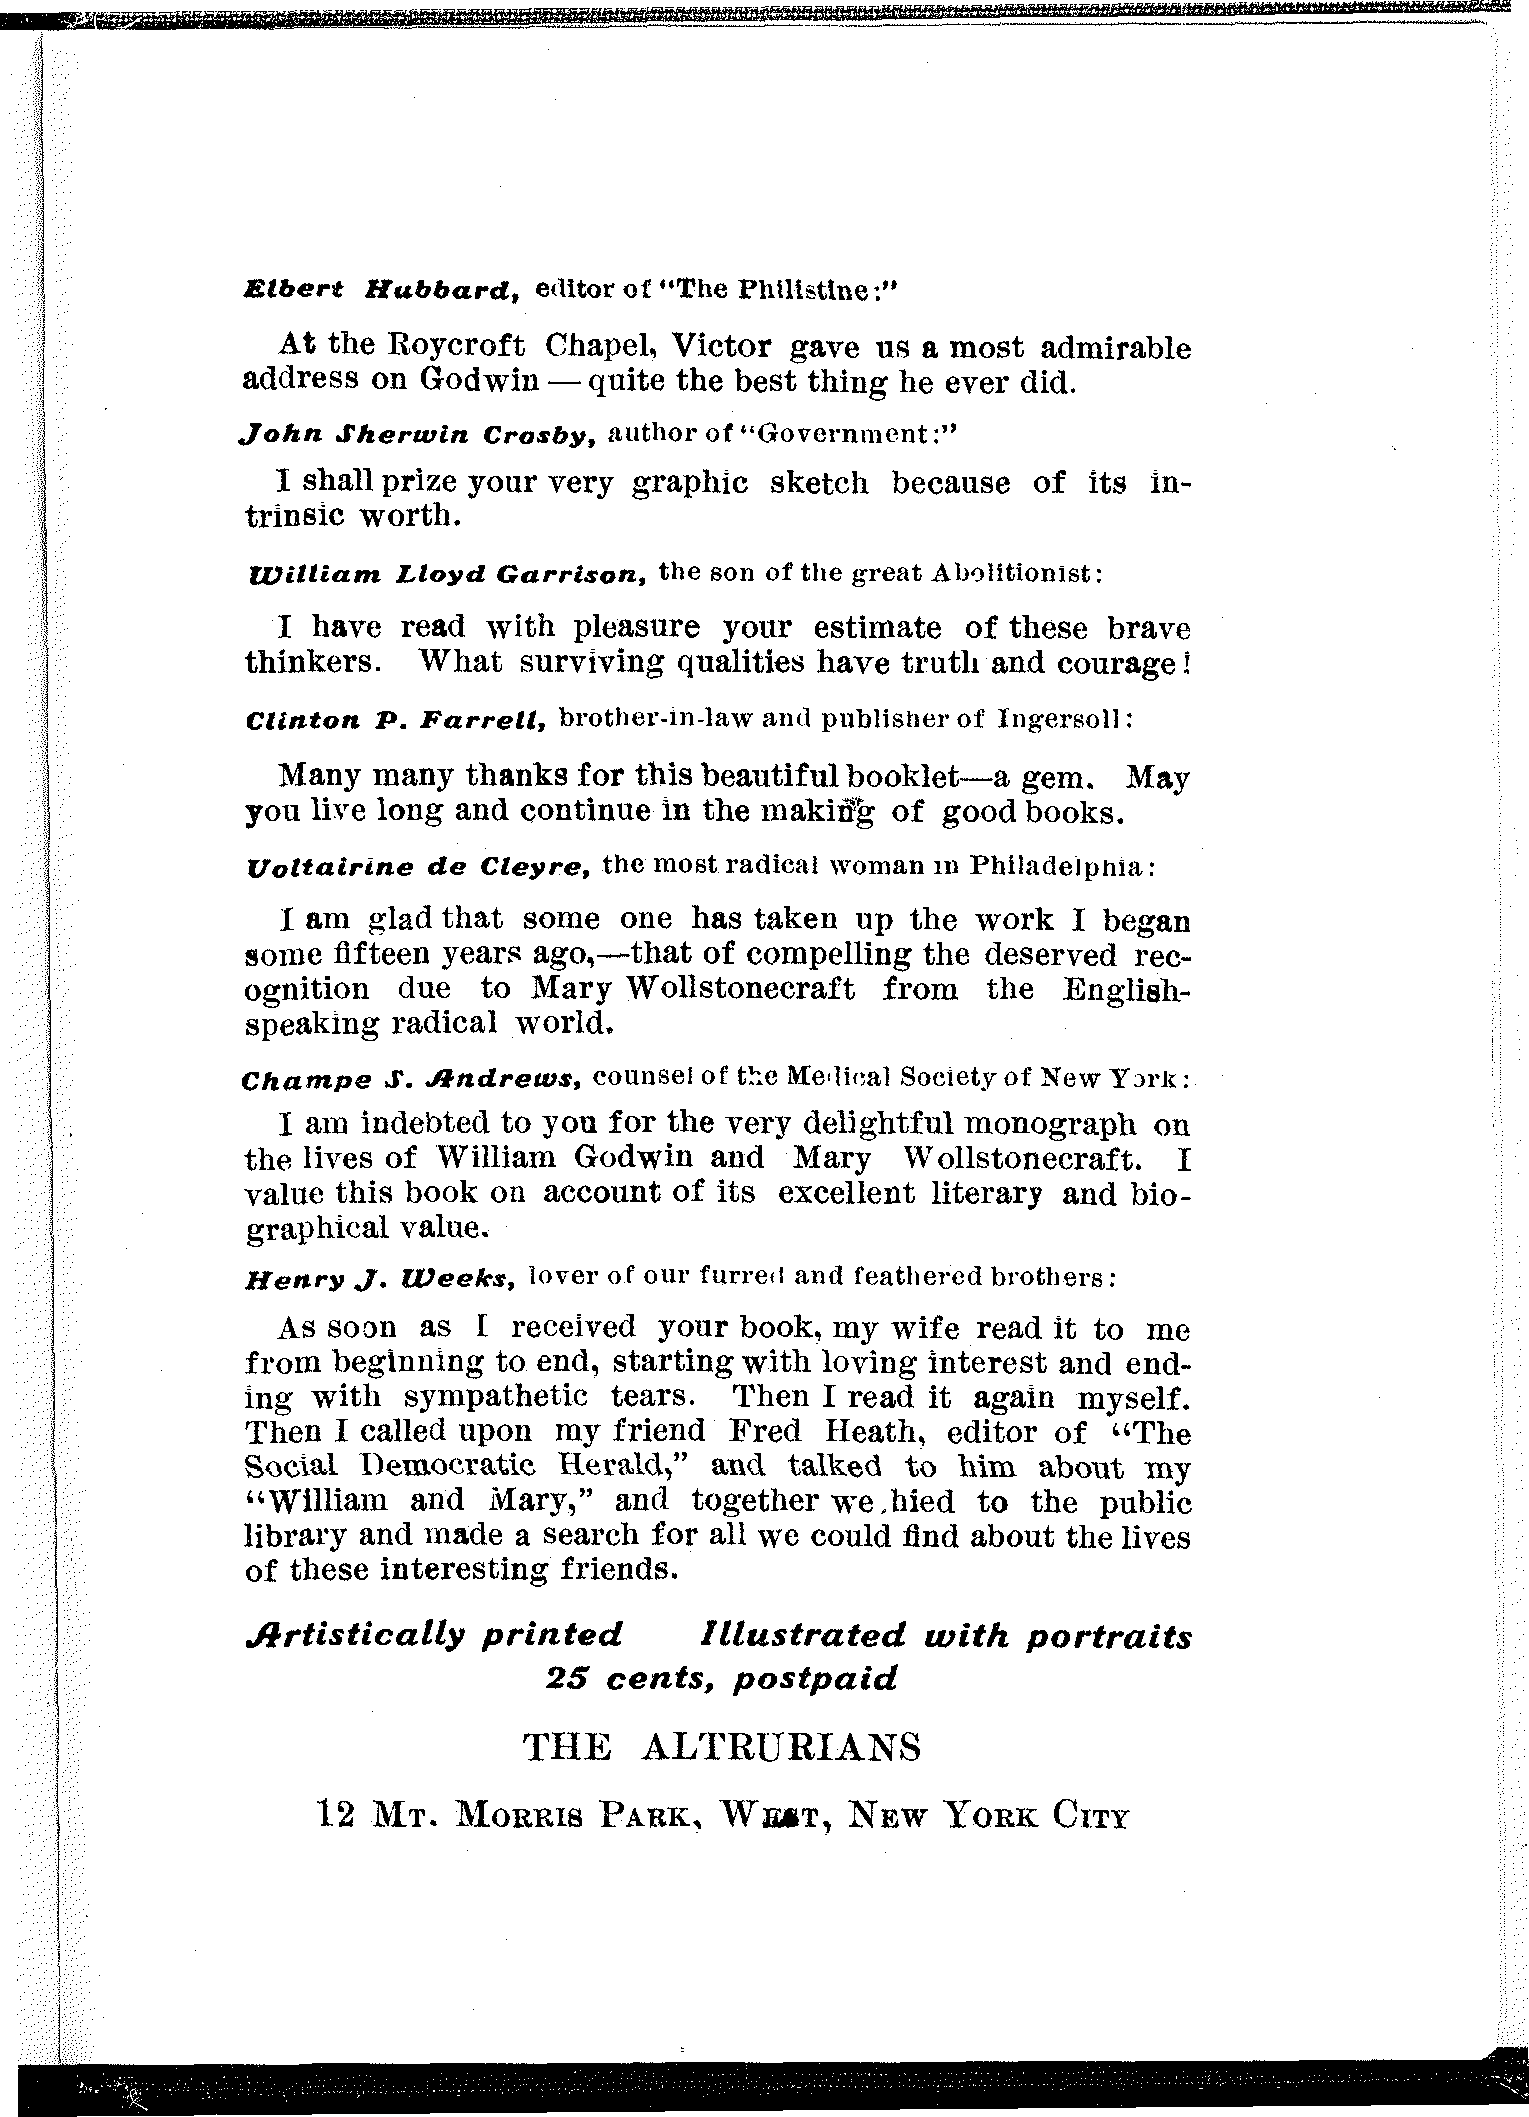 Elbert Hubbard, editor of "The Philistine:"
At the Roycroft Chapel, Victor gave us a most admirable
address on Godwin — quite the best thing he ever did.
John Sherwin Crosby, author of "Government:"
I shall prize your very graphic sketch because of its in-
trinsic worth.
William Lloyd Garrison, the son of the great Abolitionist:
I have read with pleasure your estimate of these brave
thinkers. What surviving qualities have truth and courage!
Clinton P. Farrell, brother-in-law and publisher of Ingersoll:
Many many thanks for this beautiful booklet—a gem. May
you live long and continue in the making of good books.
Voltairine de Cleyre, the most radical woman in Philadelphia:
I am glad that some one has taken up the work I began
some fifteen years ago,—that of compelling the deserved rec-
ognition due to Mary Wollstonecraft from the English-
speaking radical world.
Champe S. Andrews, counsel of the Medical Society of New York:
I am indebted to you for the very delightful monograph on
the lives of William Godwin and Mary Wollstonecraft. I
value this book on account of its excellent literary and bio-
graphical value.
Henry J. Weeks, lover of our furred and feathered brothers:
As soon as I received your book, my wife read it to me
from beginning to end, starting with loving interest and end-
ing with sympathetic tears. Then I read it again myself.
Then I called upon my friend Fred Heath, editor of "The
Social Democratic Herald," and talked to him about my
"William and Mary," and together we hied to the public
library and made a search for all we could find about the lives
of these interesting friends.
Artistically printed Illustrated with portraits
25 cents, postpaid
THE ALTRURIANS
12 MT. MORRIS PARK, WEST, NEW YORK CITY